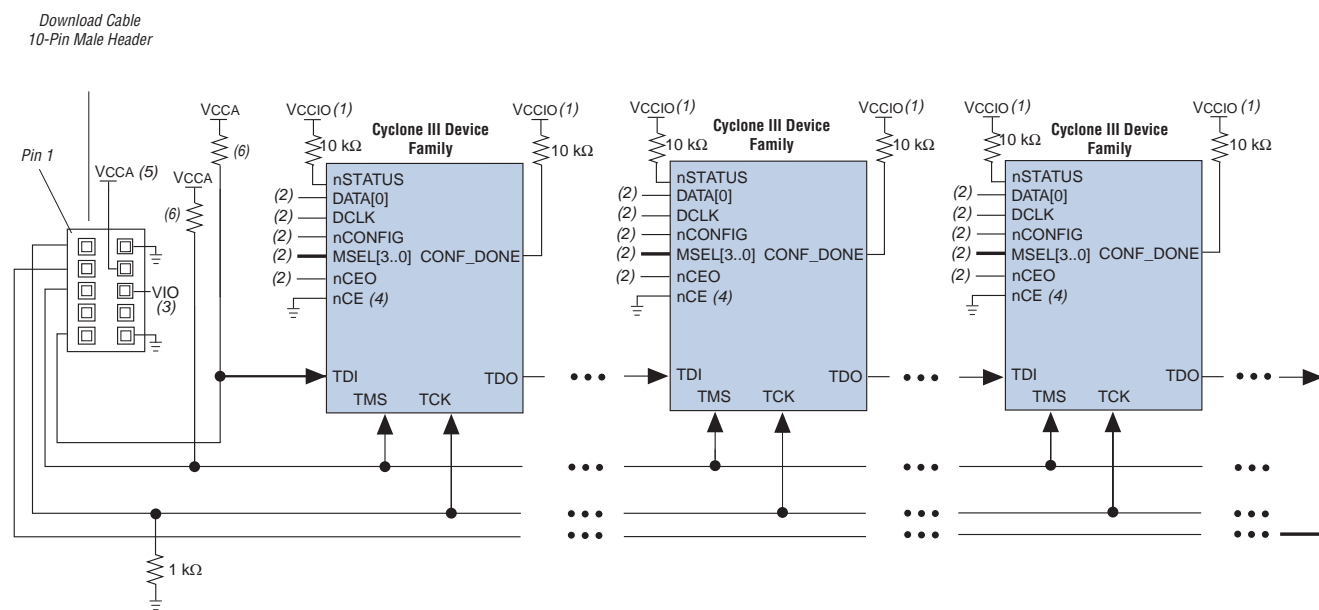 Download Cable
10-Pin Male Header
Pin 1
VCCA (5)
VCCA
(6)
VCCA
(6)
VIO
(3)
1 kΩ
VCCIO (1)
10 kΩ
Cyclone III Device
Family
VCCIO (1)
10 kΩ
nSTATUS
(2) DATA[0]
(2) DCLK
(2) nCONFIG
(2) MSEL[3..0] CONF_DONE
(2) nCEO
nCE (4)
TDI
TDO
TMS TCK
VCCIO (1)
10 kΩ
Cyclone III Device
Family
VCCIO (1)
10 kΩ
nSTATUS
(2) DATA[0]
(2) DCLK
(2) nCONFIG
(2) MSEL[3..0] CONF_DONE
(2) nCEO
nCE (4)
TDI
TDO
TMS TCK
VCCIO (1)
10 kΩ
Cyclone III Device
Family
VCCIO (1)
10 kΩ
nSTATUS
(2) DATA[0]
(2) DCLK
(2) nCONFIG
(2) MSEL[3..0] CONF_DONE
(2) nCEO
nCE (4)
TDI
TDO
TMS TCK